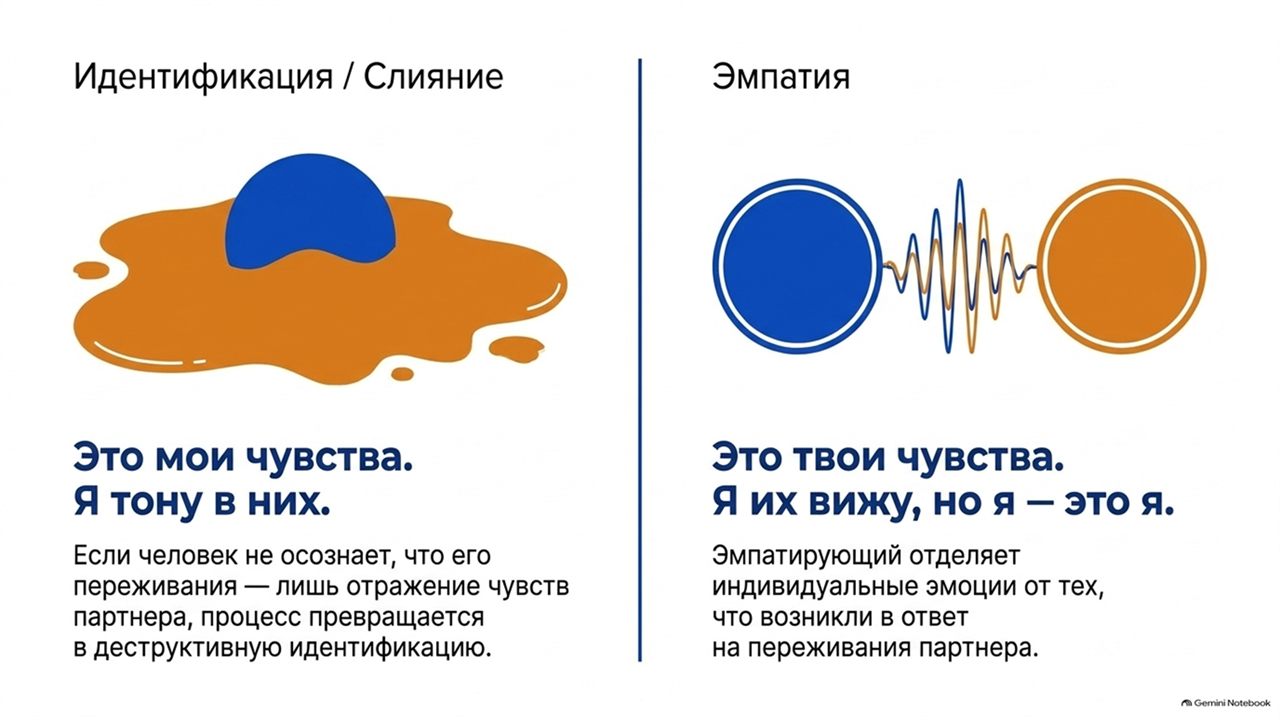 Идентификация / Слияние
Это мои чувства.
Я тону в них.
Если человек не осознает, что его
переживания — лишь отражение чувств
партнера, процесс превращается
в деструктивную идентификацию.
Эмпатия
Это твои чувства.
Я их вижу, но я — это я.
Эмпатирующий отделяет
индивидуальные эмоции от тех,
что возникли в ответ
на переживания партнера.
Gemini Notebook